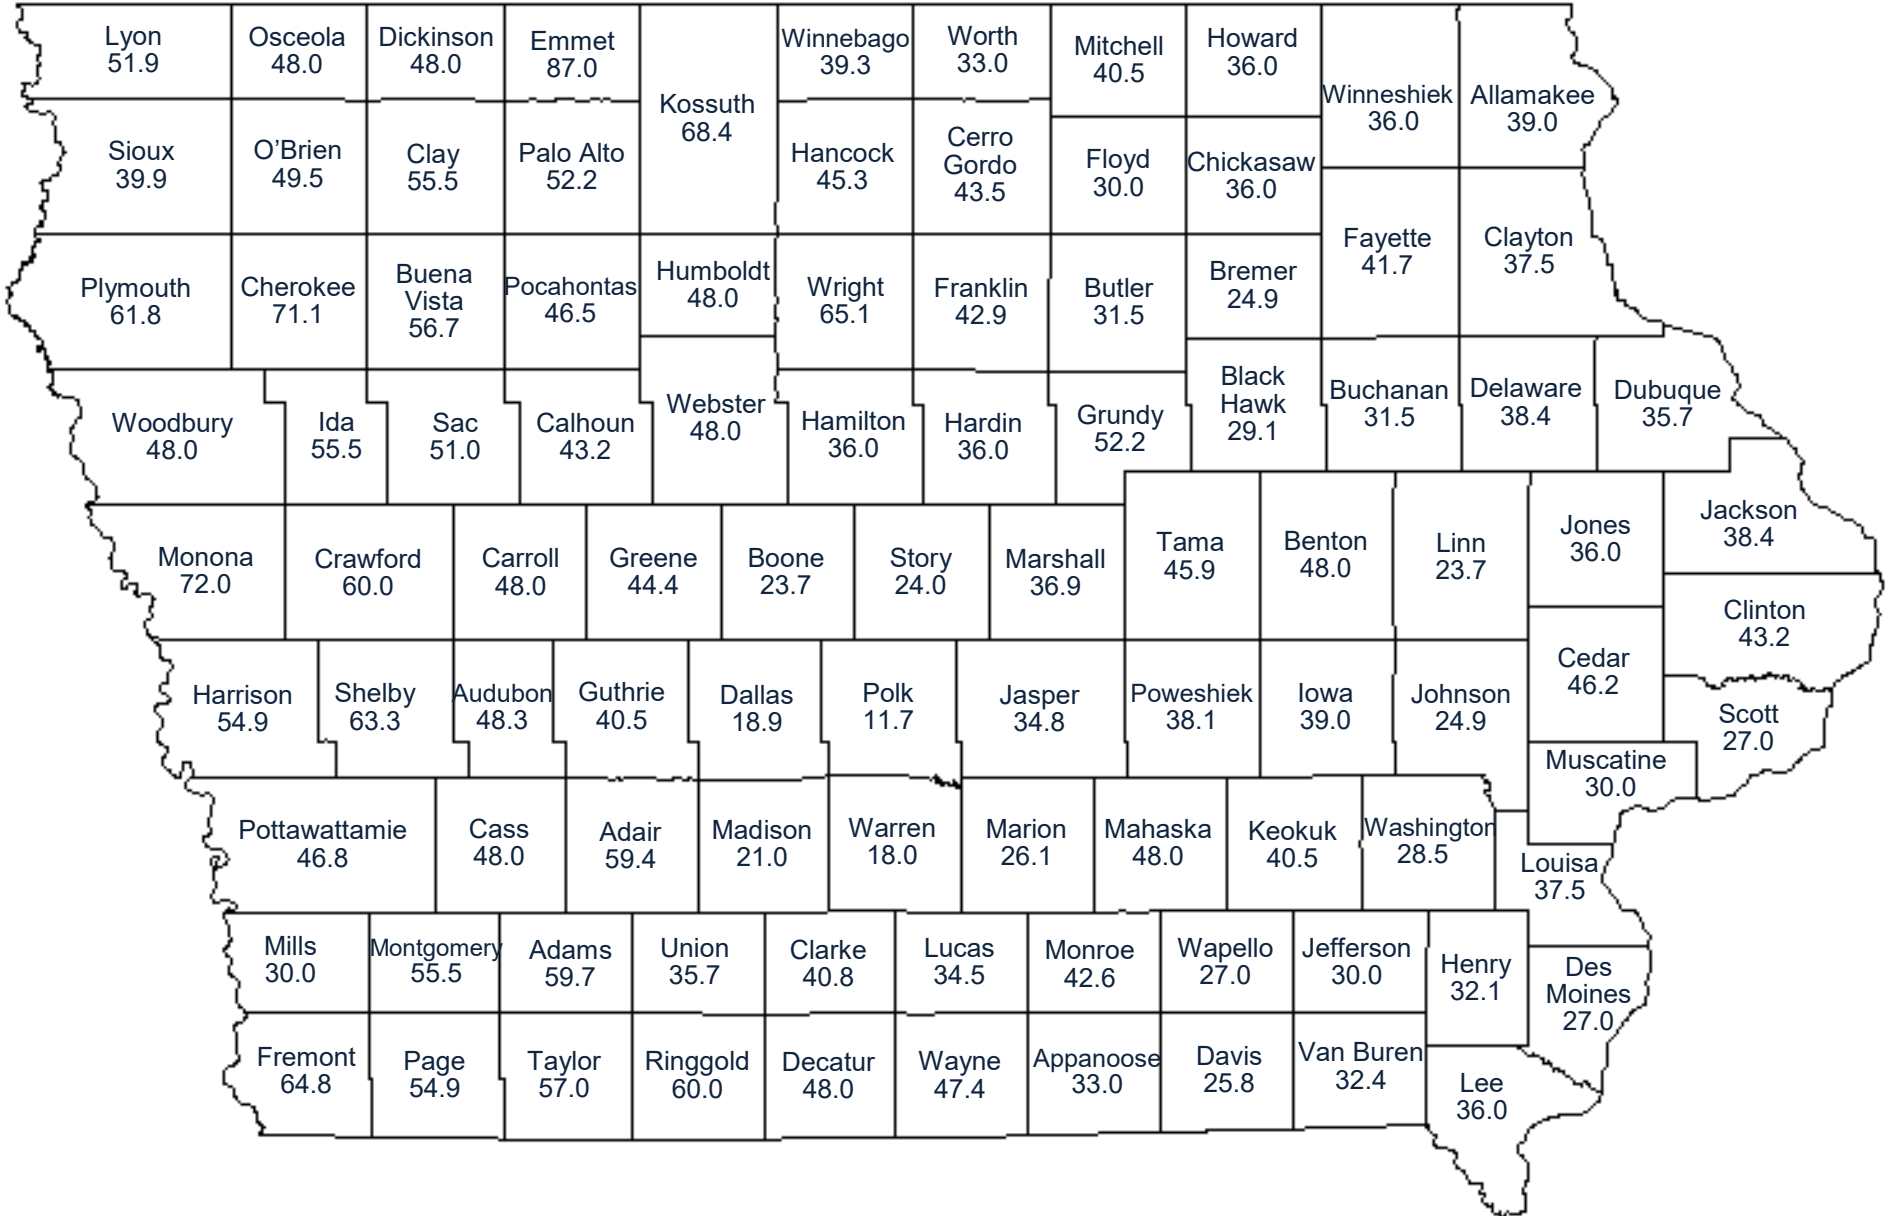 Lyon
51.9
Osceola
48.0
Dickinson
48.0
Emmet
87.0
Kossuth
68.4
Winnebago
39.3
Worth
33.0
Mitchell
40.5
Howard
36.0
Winneshiek
36.0
Allamakee
39.0
Sioux
39.9
O’Brien
49.5
Clay
55.5
Palo Alto
52.2
Hancock
45.3
Cerro
Gordo
43.5
Floyd
30.0
Chickasaw
36.0
Fayette
41.7
Clayton
37.5
Plymouth
61.8
Cherokee
71.1
Buena
Vista
56.7
Pocahontas
46.5
Humboldt
48.0
Wright
65.1
Franklin
42.9
Butler
31.5
Bremer
24.9
Woodbury
48.0
Ida
55.5
Sac
51.0
Calhoun
43.2
Webster
48.0
Hamilton
36.0
Hardin
36.0
Grundy
52.2
Black
Hawk
29.1
Buchanan
31.5
Delaware
38.4
Dubuque
35.7
Monona
72.0
Crawford
60.0
Carroll
48.0
Greene
44.4
Boone
23.7
Story
24.0
Marshall
36.9
Tama
45.9
Benton
48.0
Linn
23.7
Jones
36.0
Jackson
38.4
Clinton
43.2
Harrison
54.9
Shelby
63.3
Audubon
48.3
Guthrie
40.5
Dallas
18.9
Polk
11.7
Jasper
34.8
Poweshiek
38.1
Iowa
39.0
Johnson
24.9
Cedar
46.2
Scott
27.0
Muscatine
30.0
Pottawattamie
46.8
Cass
48.0
Adair
59.4
Madison
21.0
Warren
18.0
Marion
26.1
Mahaska
48.0
Keokuk
40.5
Washington
28.5
Louisa
37.5
Mills
30.0
Montgomery
55.5
Adams
59.7
Union
35.7
Clarke
40.8
Lucas
34.5
Monroe
42.6
Wapello
27.0
Jefferson
30.0
Henry
32.1
Des
Moines
27.0
Fremont
64.8
Page
54.9
Taylor
57.0
Ringgold
60.0
Decatur
48.0
Wayne
47.4
Appanoose
33.0
Davis
25.8
Van Buren
32.4
Lee
36.0